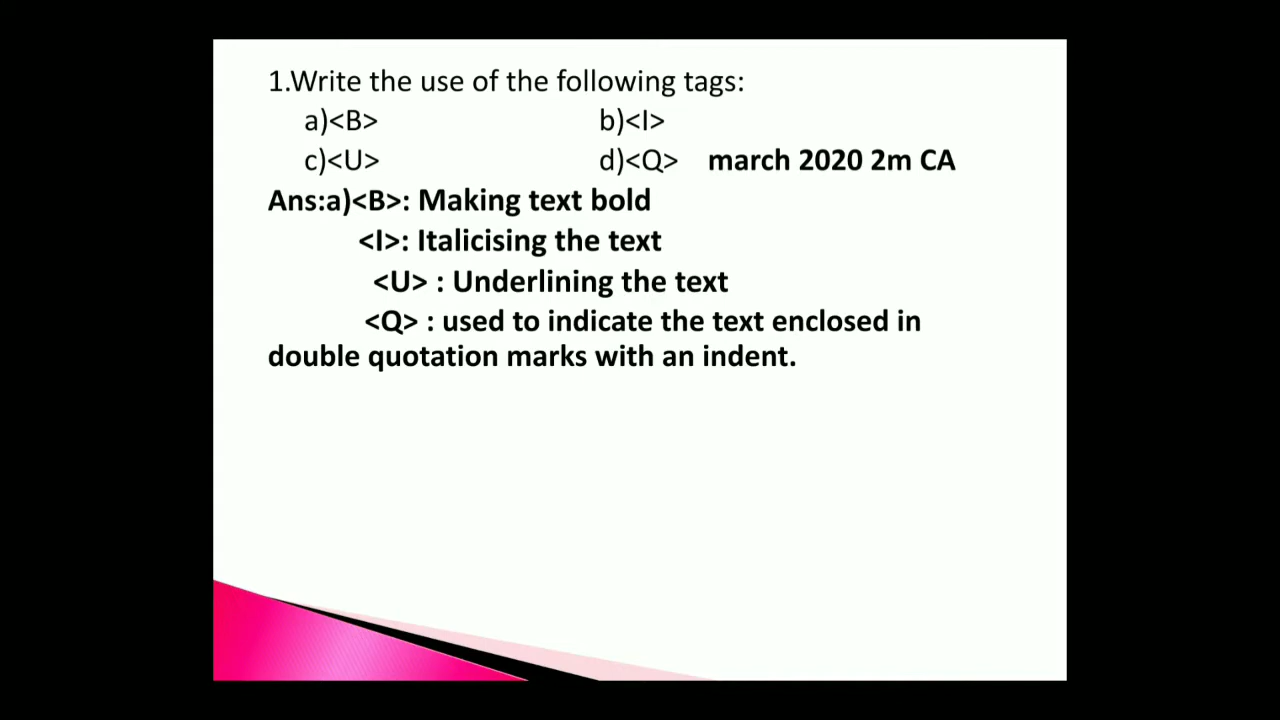 1.Write the use of the following tags:
a)<B> b)<I>
c)<U> d)<Q> march 2020 2m CA
Ans:a)<B>: Making text bold
<I>: Italicising the text
<U> : Underlining the text
<Q> : used to indicate the text enclosed in
double quotation marks with an indent.